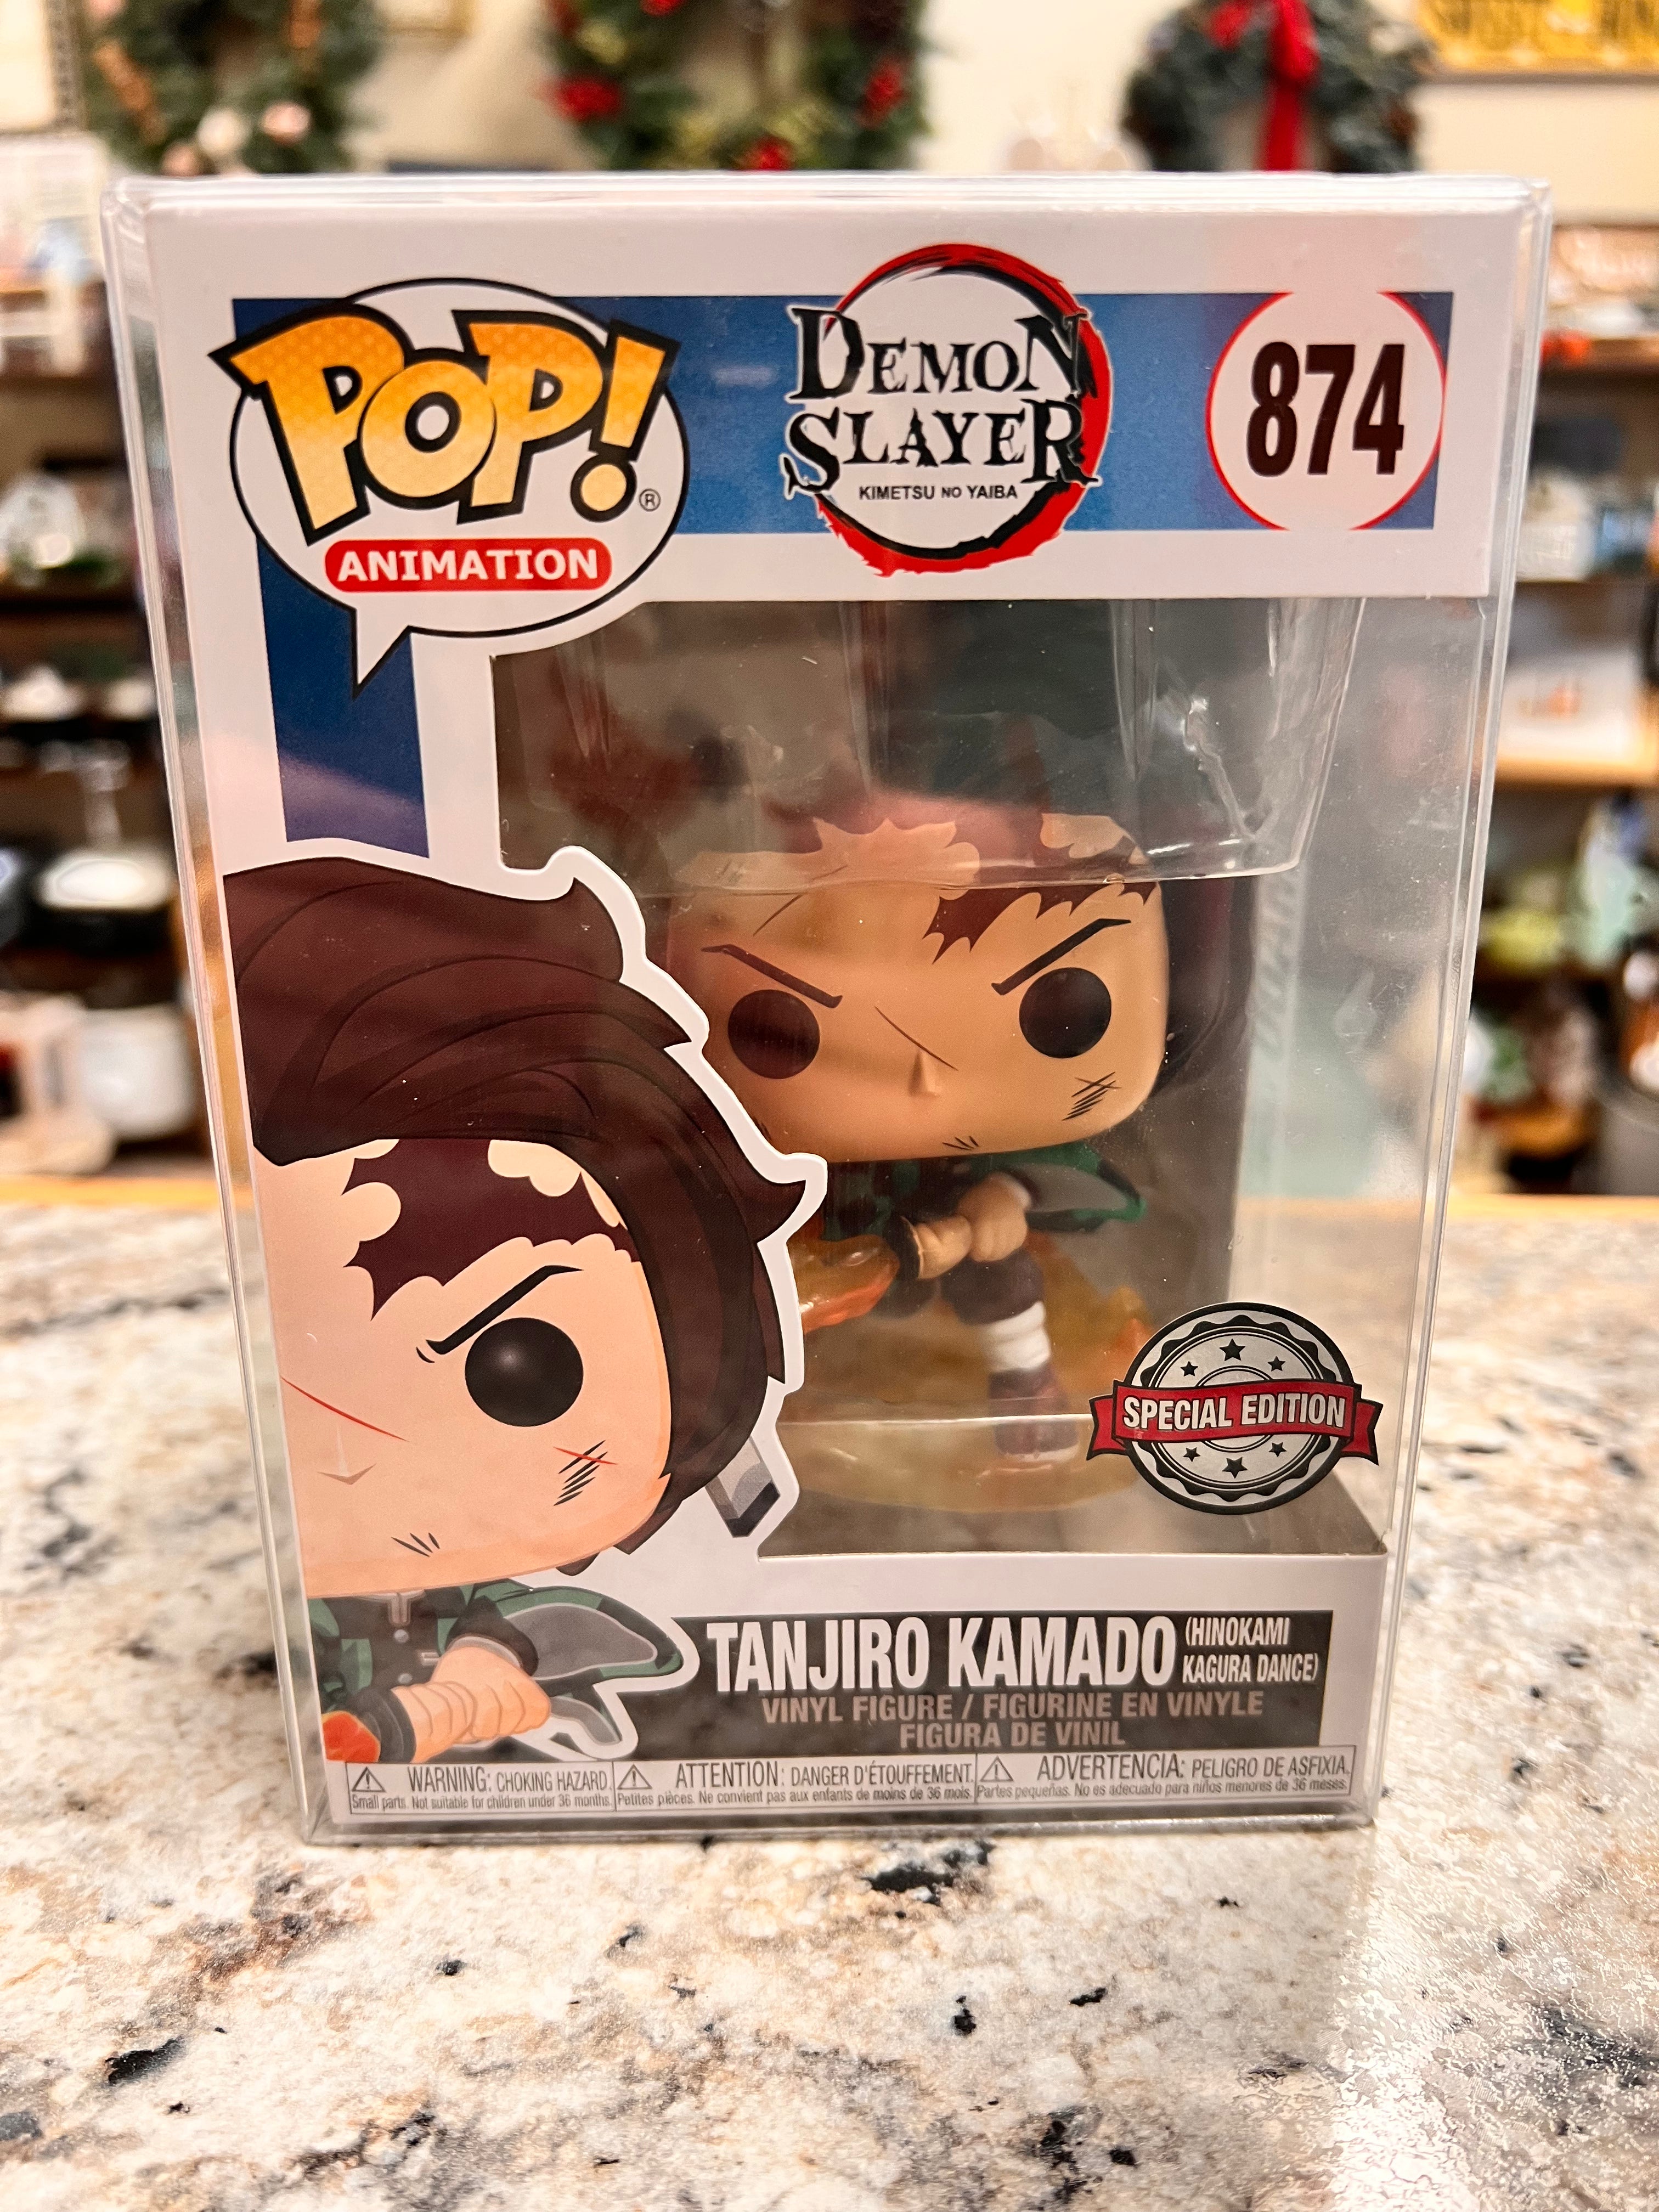 POP!®
ANIMATION
DEMON
SLAYER
KIMETSU NO YAIBA
874
SPECIAL EDITION
TANJIRO KAMADO (HINOKAMI
KAGURA DANCE)
VINYL FIGURE / FIGURINE EN VINYLE
FIGURA DE VINIL
WARNING: CHOKING HAZARD.
Small parts. Not suitable for children under 36 months.
ATTENTION: DANGER D'ÉTOUFFEMENT.
Petites pièces. Ne convient pas aux enfants de moins de 36 mois.
ADVERTENCIA: PELIGRO DE ASFIXIA.
Partes pequeñas. No es adecuado para niños menores de 36 meses.